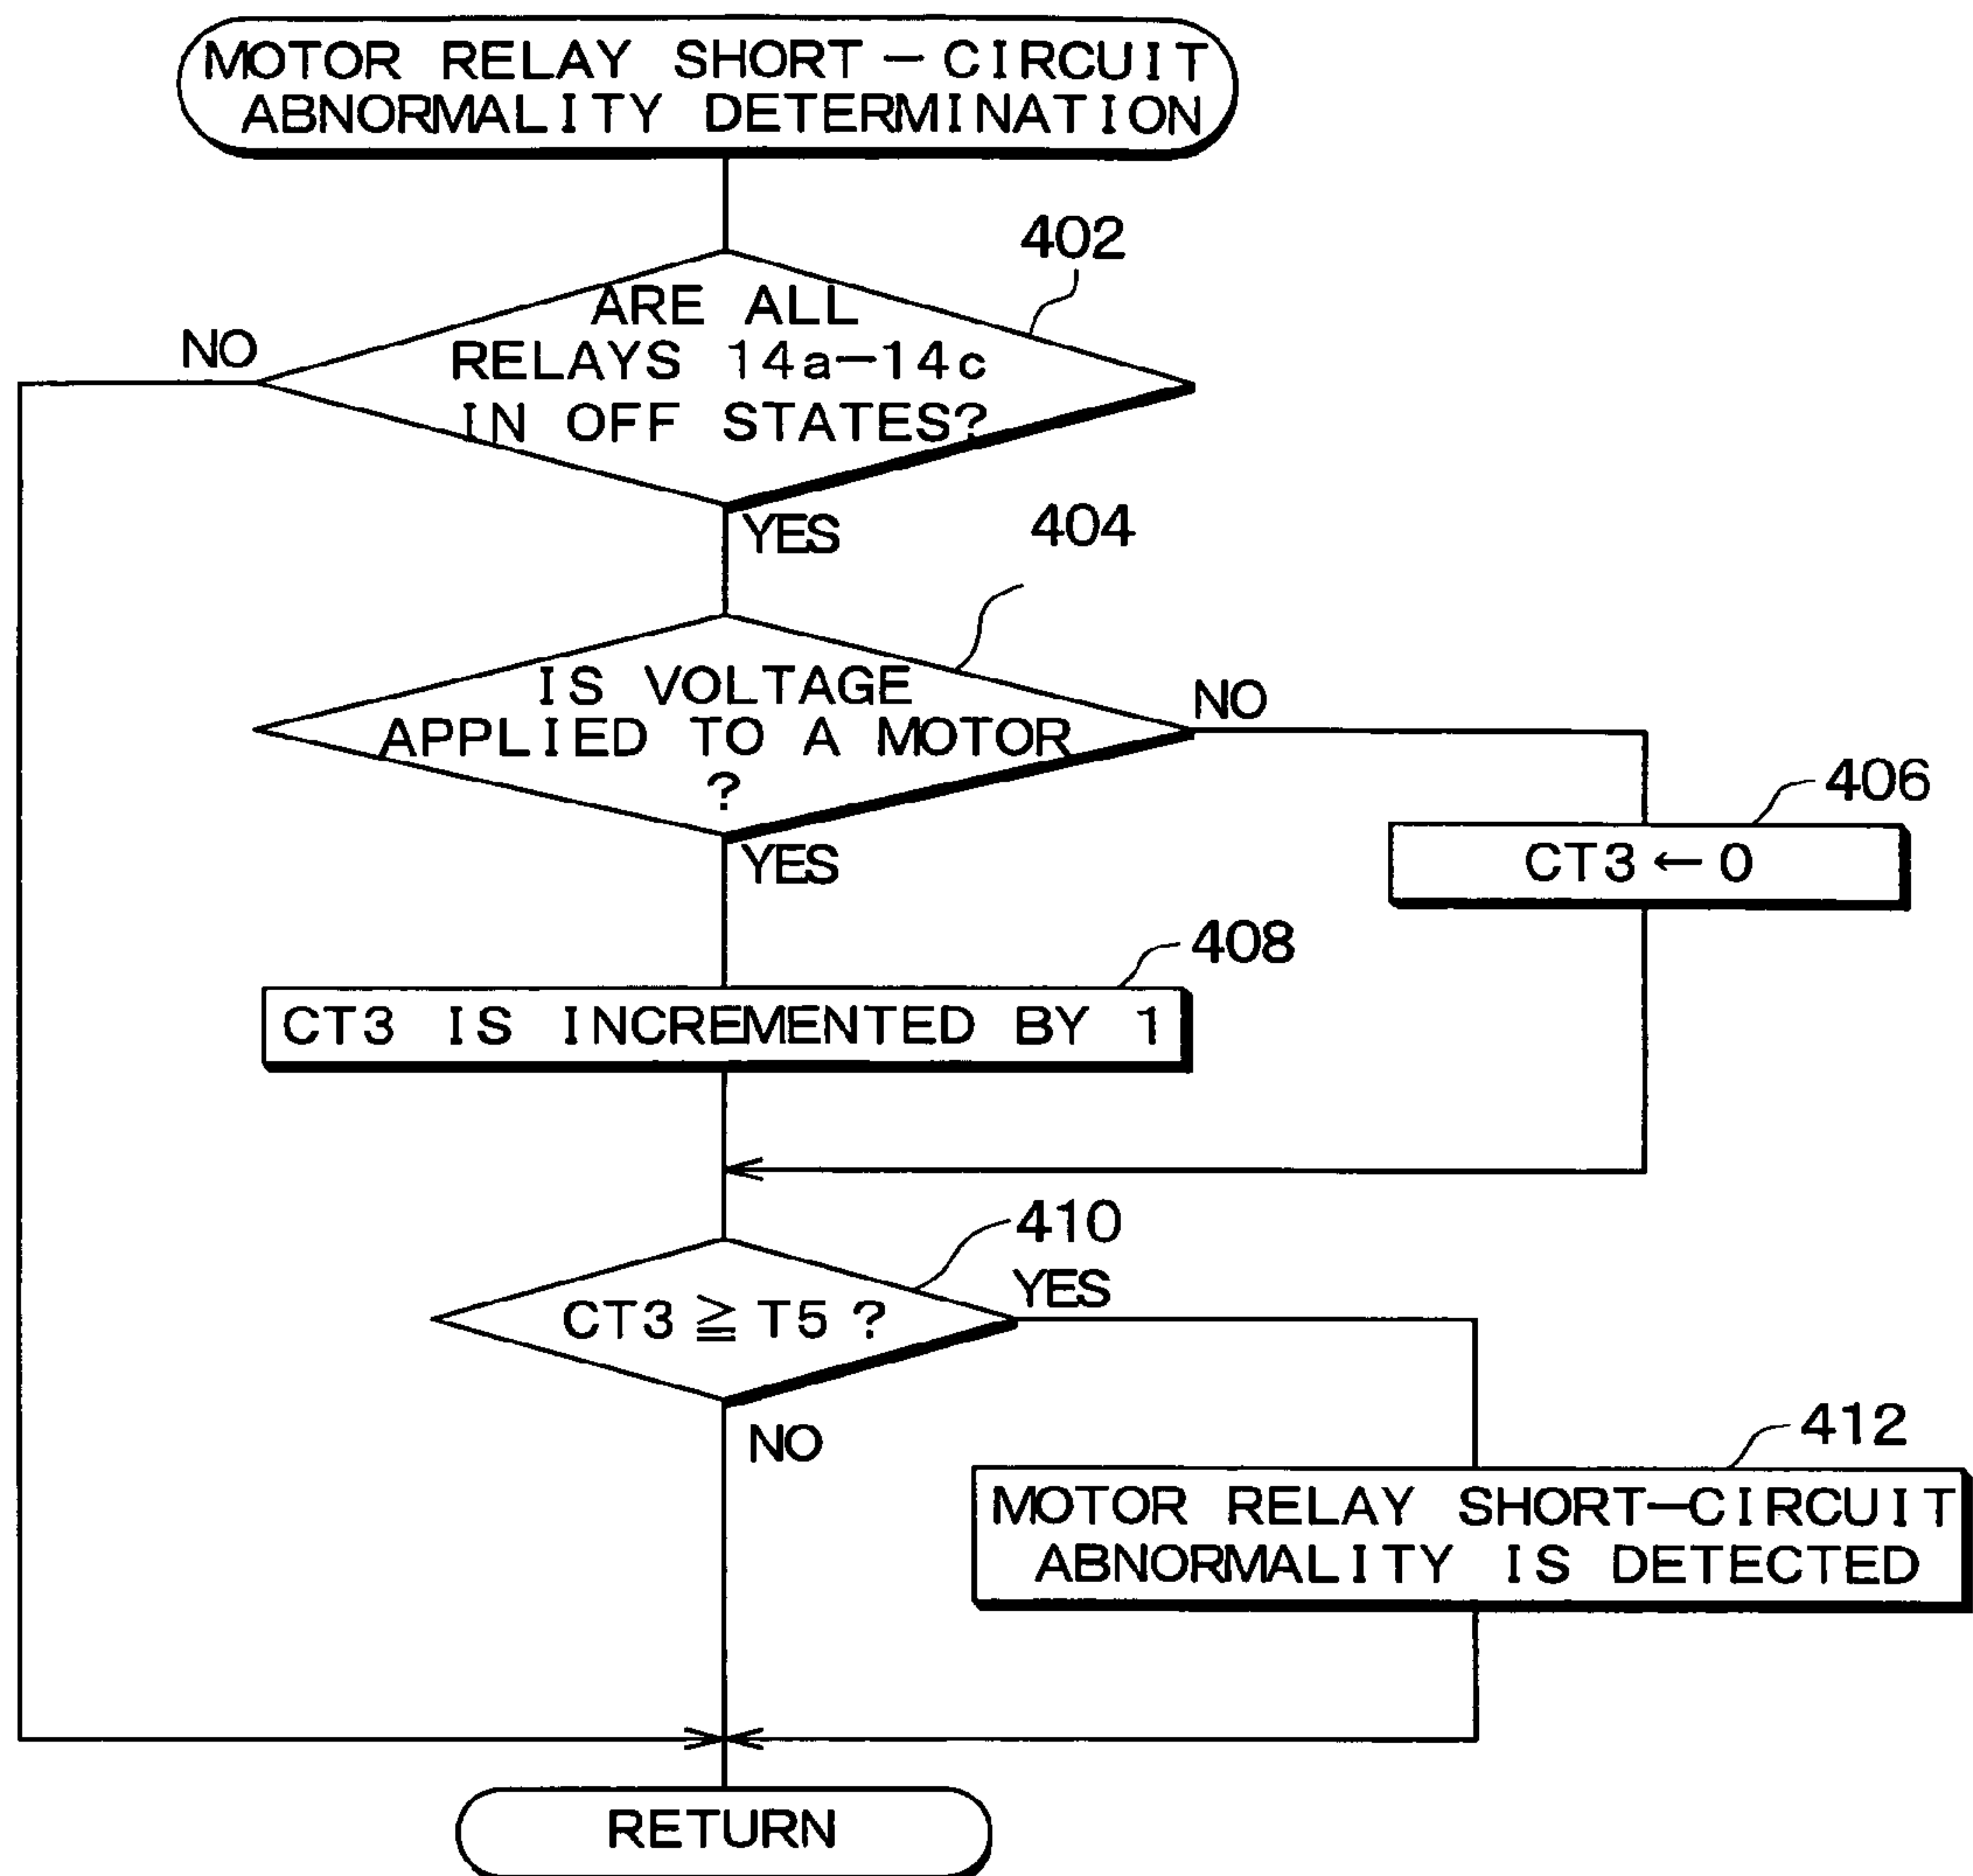 MOTOR RELAY SHORT-CIRCUIT
ABNORMALITY DETERMINATION
402
ARE ALL
RELAYS 14a-14c
IN OFF STATES?
NO
YES
404
IS VOLTAGE
APPLIED TO A MOTOR
?
NO
YES
406
CT3 ← 0
408
CT3 IS INCREMENTED BY 1
410
CT3 ≧ T5 ?
YES
NO
412
MOTOR RELAY SHORT-CIRCUIT
ABNORMALITY IS DETECTED
RETURN